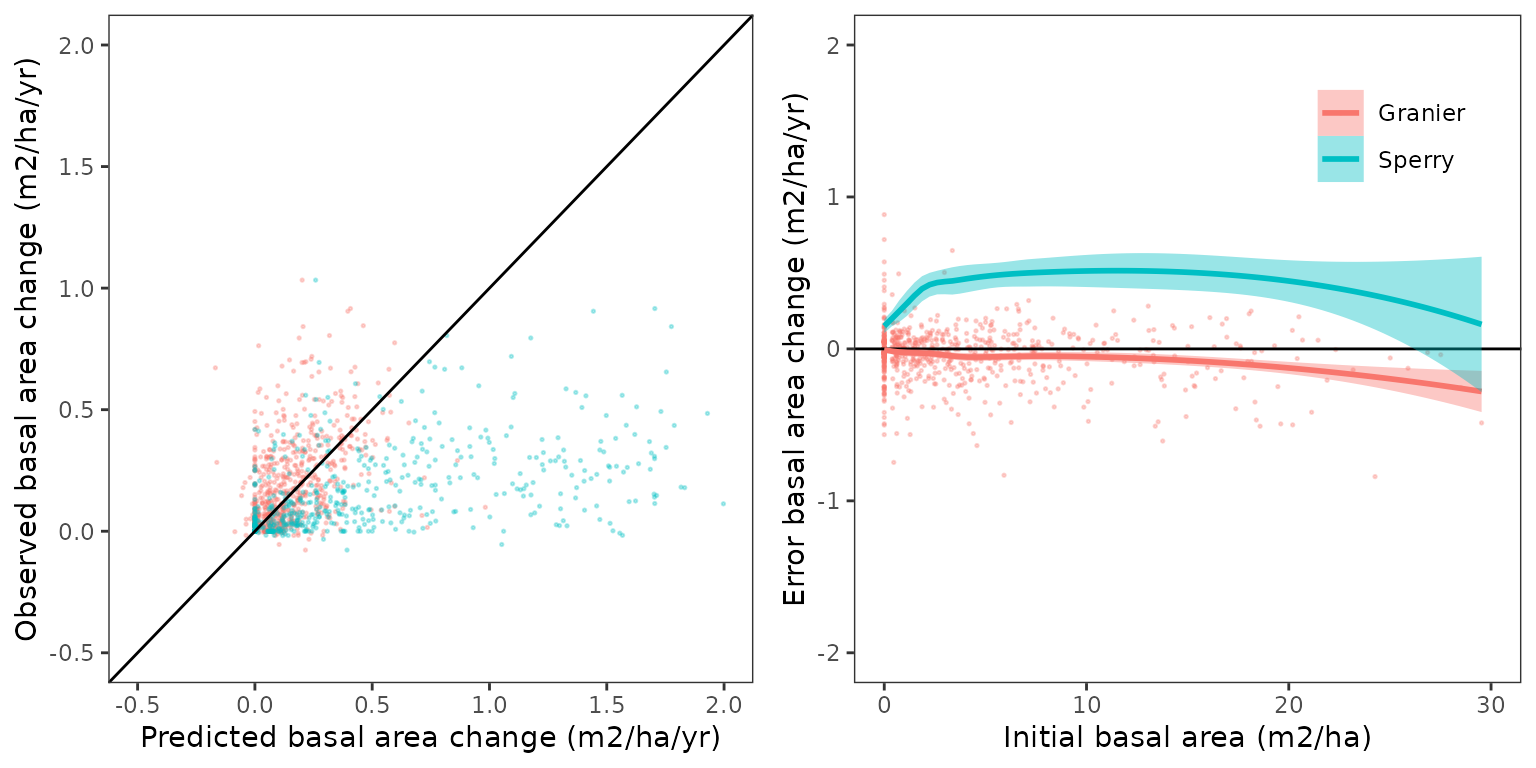 2.0
1.5
1.0
0.5
0.0
-0.5
Observed basal area change (m2/ha/yr)
-0.5 0.0 0.5 1.0 1.5 2.0
Predicted basal area change (m2/ha/yr)
2
1
0
-1
-2
Error basal area change (m2/ha/yr)
Granier
Sperry
0 10 20 30
Initial basal area (m2/ha)